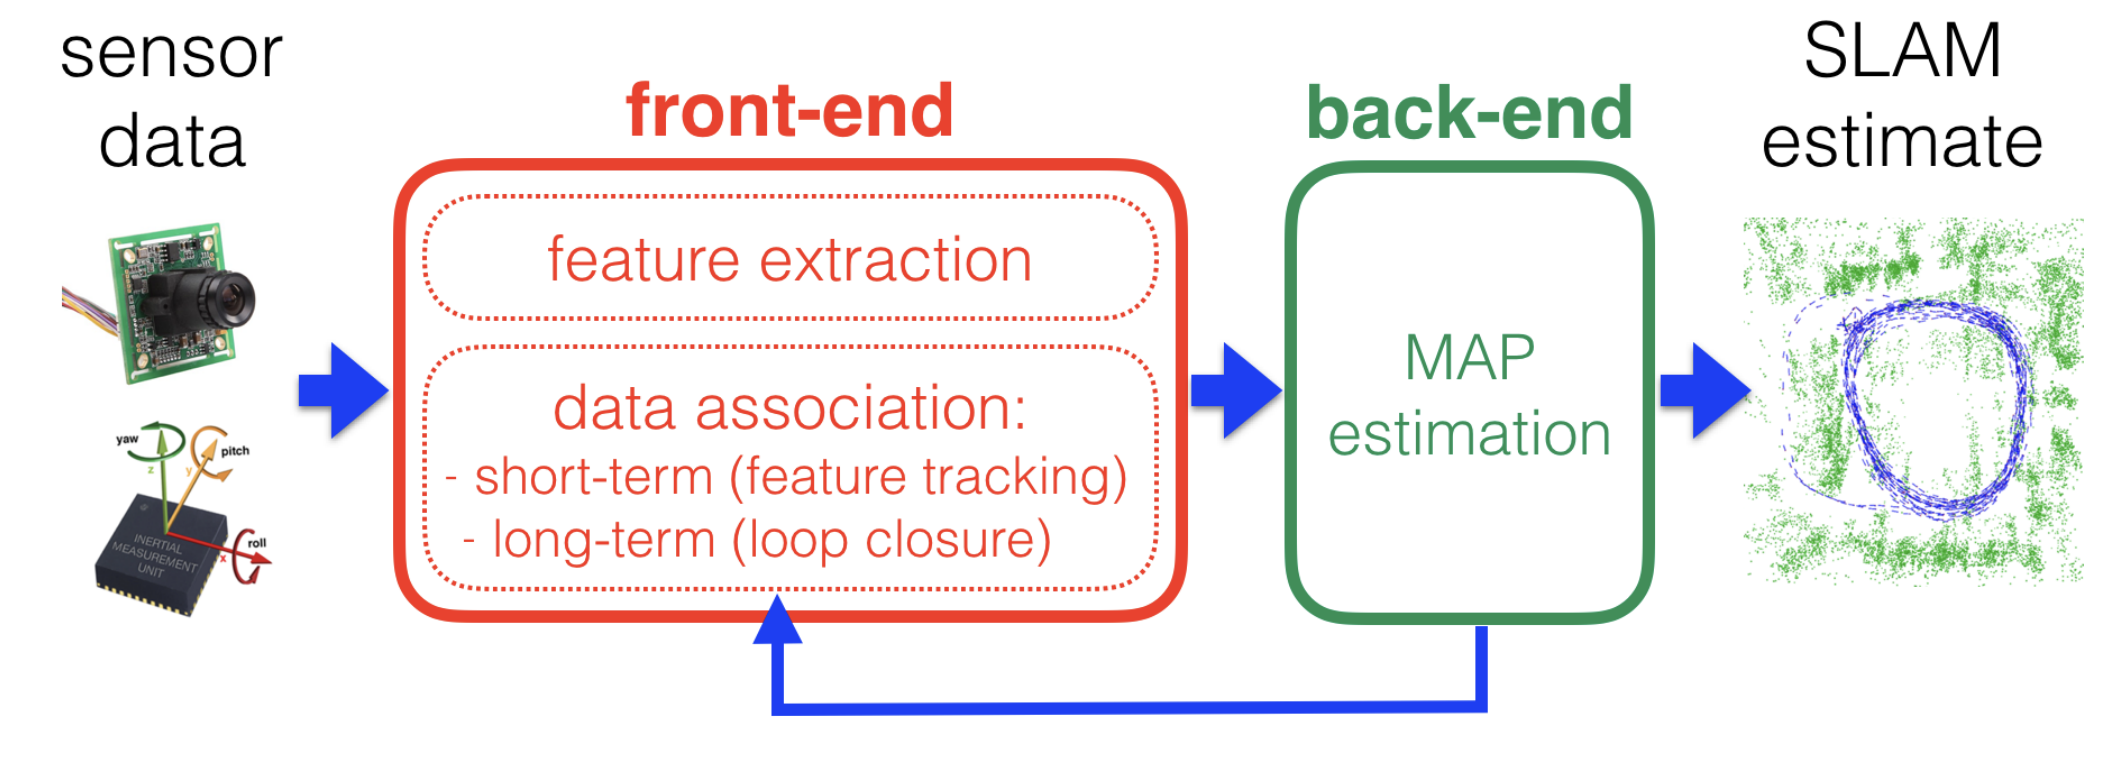 sensor
data
yaw
pitch
z
y
roll
x
INERTIAL
MEASUREMENT
UNIT
front-end
feature extraction
data association:
- short-term (feature tracking)
- long-term (loop closure)
back-end
MAP
estimation
SLAM
estimate